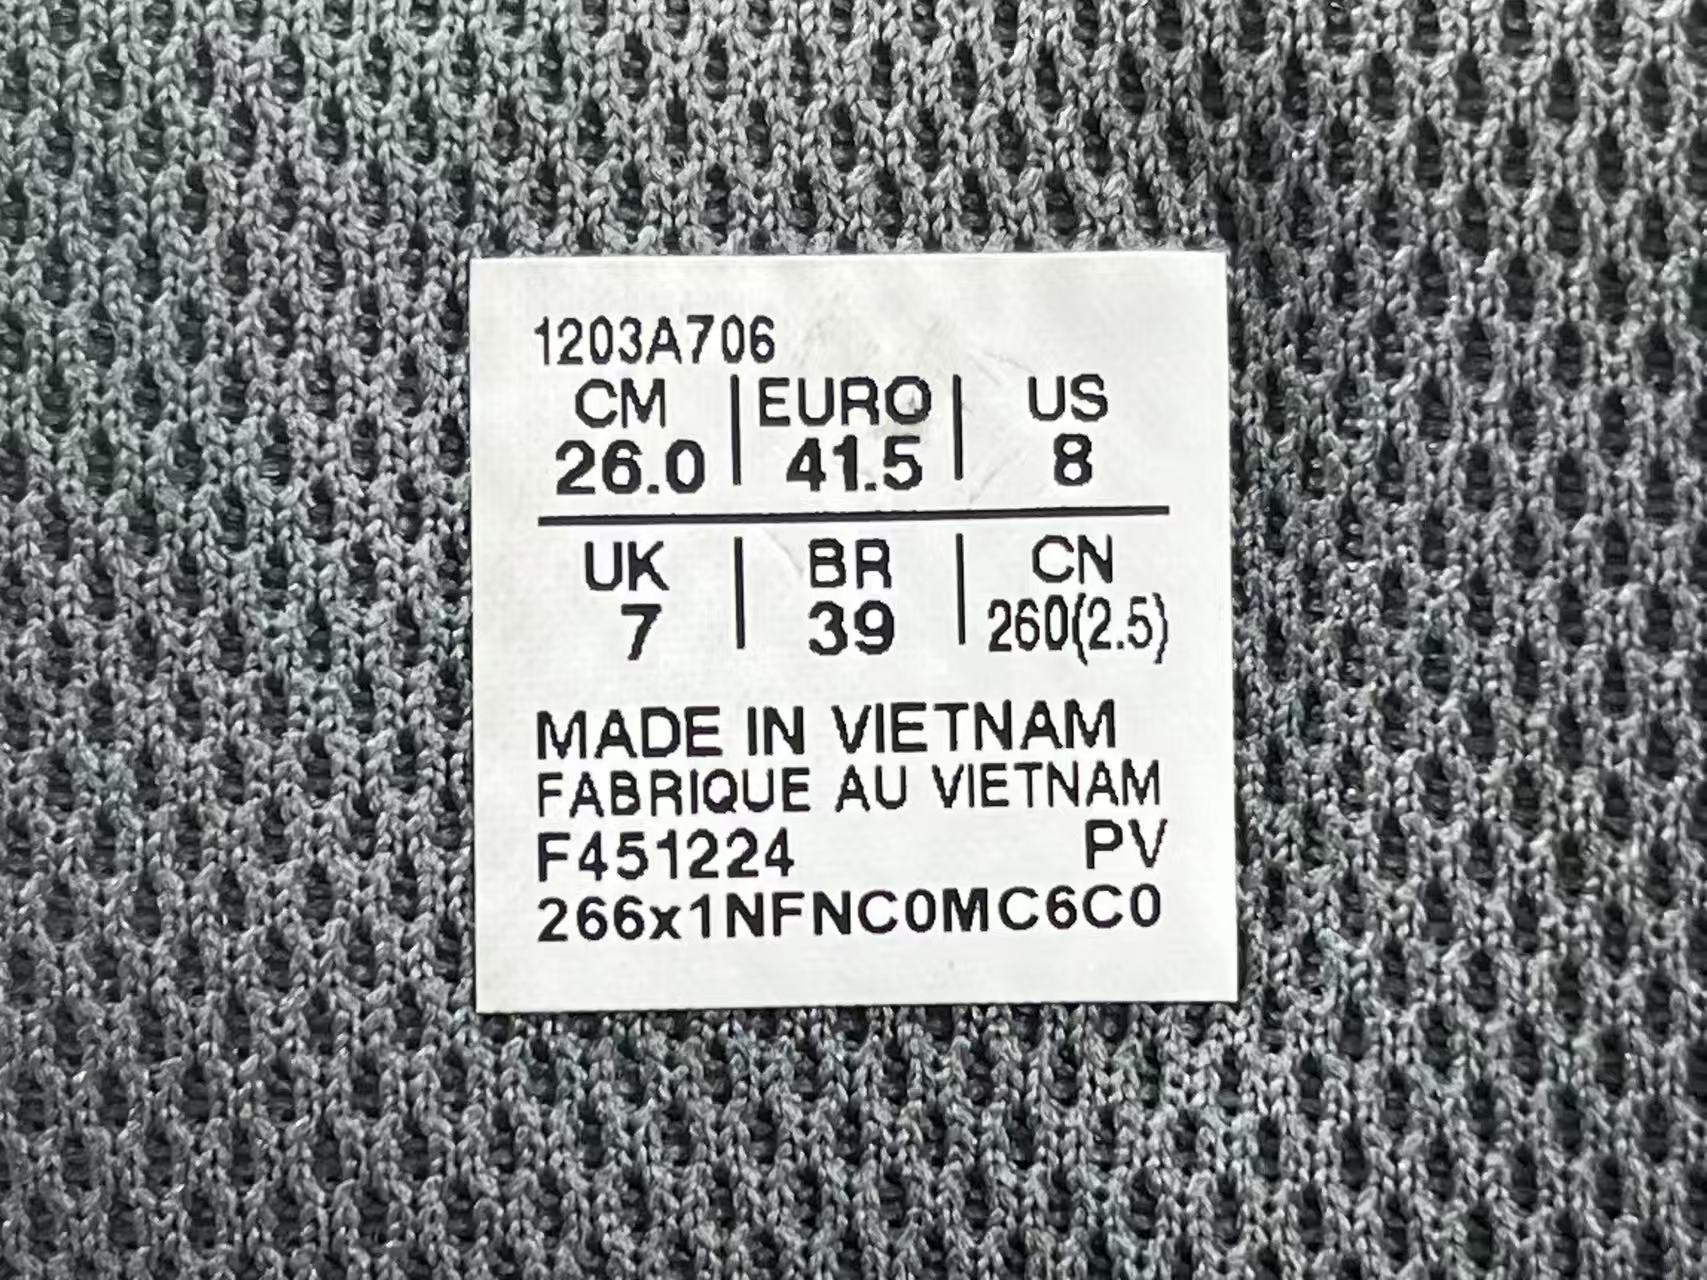 1203A706
CM | EURO | US
26.0 | 41.5 | 8
UK | BR | CN
7 | 39 | 260(2.5)
MADE IN VIETNAM
FABRIQUE AU VIETNAM
F451224 PV
266x1NFNC0MC6C0